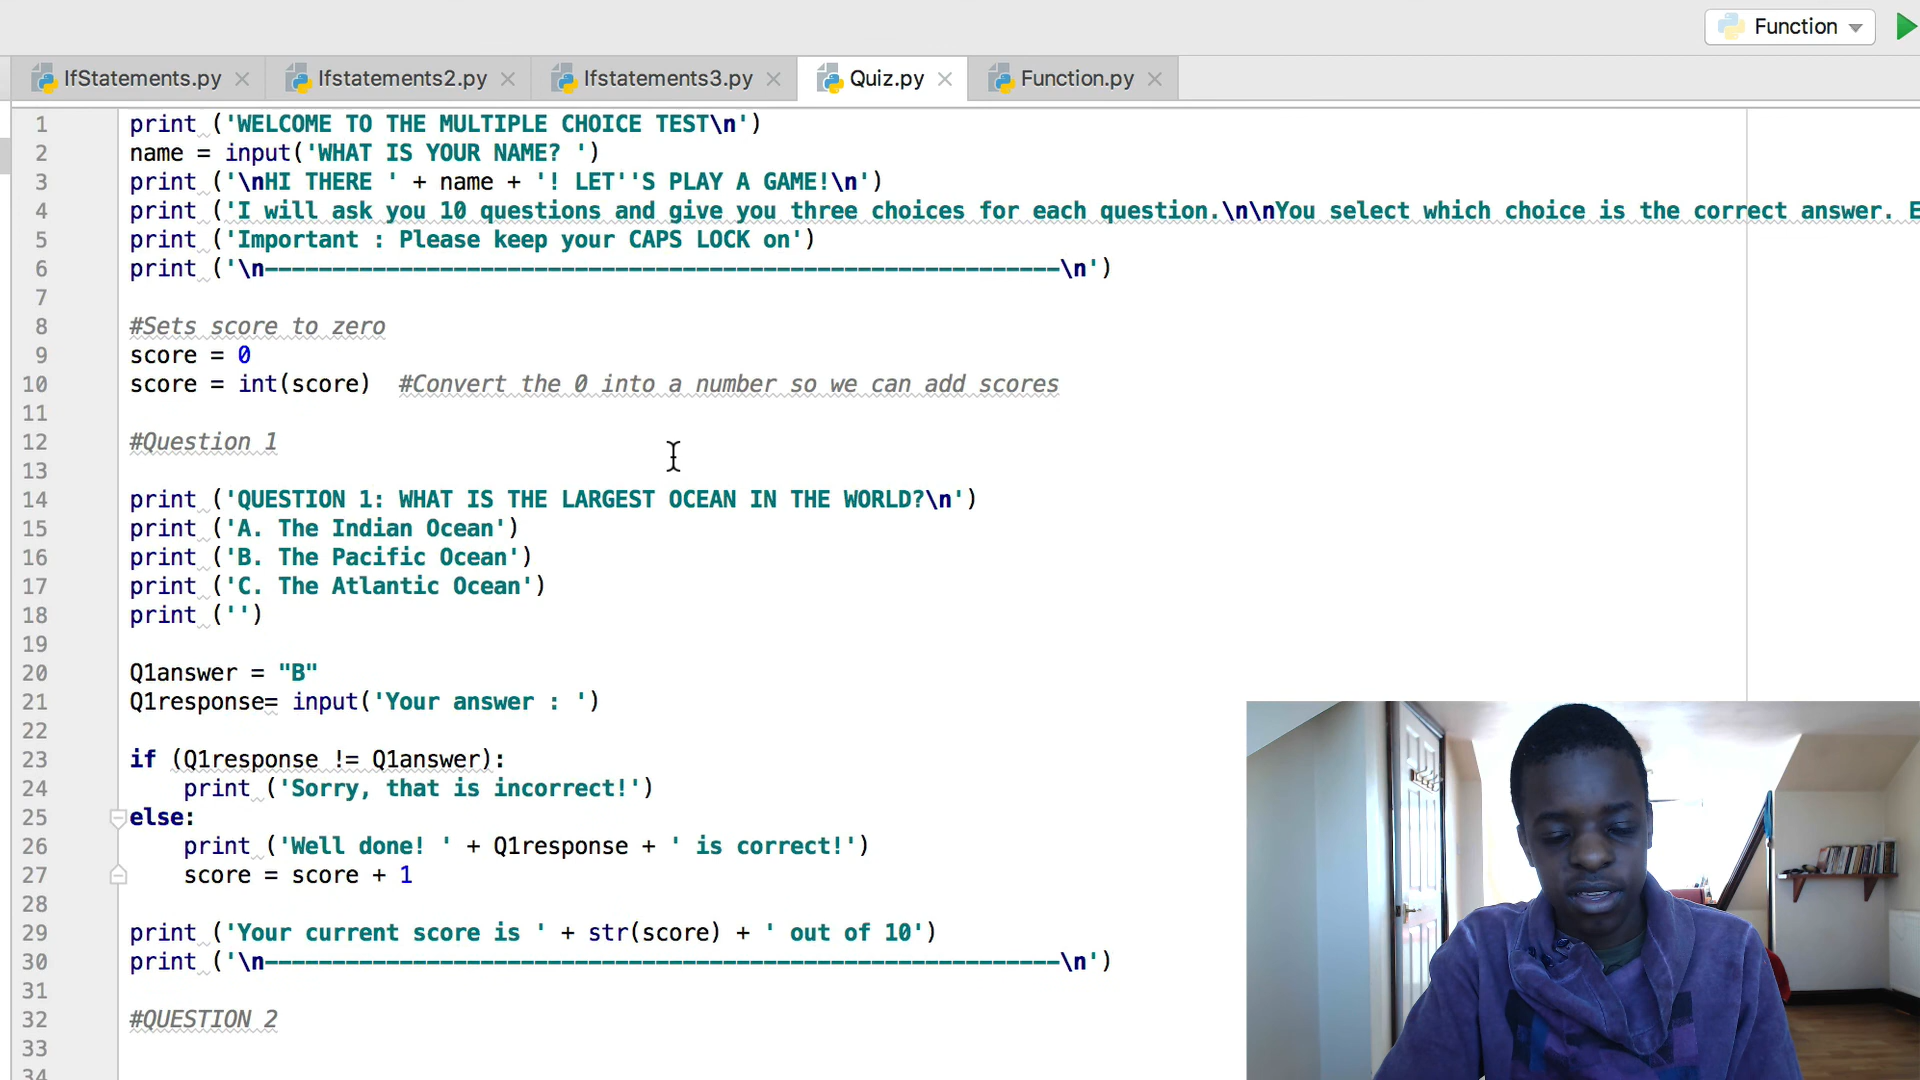 Function
IfStatements.py
Ifstatements2.py
Ifstatements3.py
Quiz.py
Function.py
1 print ('WELCOME TO THE MULTIPLE CHOICE TEST\n')
2 name = input('WHAT IS YOUR NAME? ')
3 print ('\nHI THERE ' + name + '! LET''S PLAY A GAME!\n')
4 print ('I will ask you 10 questions and give you three choices for each question.\n\nYou select which choice is the correct answer. E
5 print ('Important : Please keep your CAPS LOCK on')
6 print ('\n-----------------------------------------------------------\n')
7
8 #Sets score to zero
9 score = 0
10 score = int(score)  #Convert the 0 into a number so we can add scores
11
12 #Question 1
13
14 print ('QUESTION 1: WHAT IS THE LARGEST OCEAN IN THE WORLD?\n')
15 print ('A. The Indian Ocean')
16 print ('B. The Pacific Ocean')
17 print ('C. The Atlantic Ocean')
18 print ('')
19
20 Q1answer = "B"
21 Q1response= input('Your answer : ')
22
23 if (Q1response != Q1answer):
24     print ('Sorry, that is incorrect!')
25 else:
26     print ('Well done! ' + Q1response + ' is correct!')
27     score = score + 1
28
29 print ('Your current score is ' + str(score) + ' out of 10')
30 print ('\n-----------------------------------------------------------\n')
31
32 #QUESTION 2
33
34